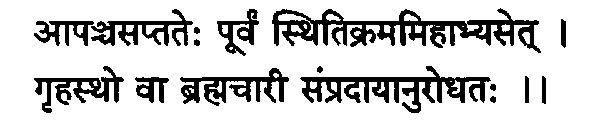 आपञ्चसप्ततेः पूर्वं स्थितिक्रममिहाभ्यसेत् ।
गृहस्थो वा ब्रह्मचारी संप्रदायानुरोधतः ।।